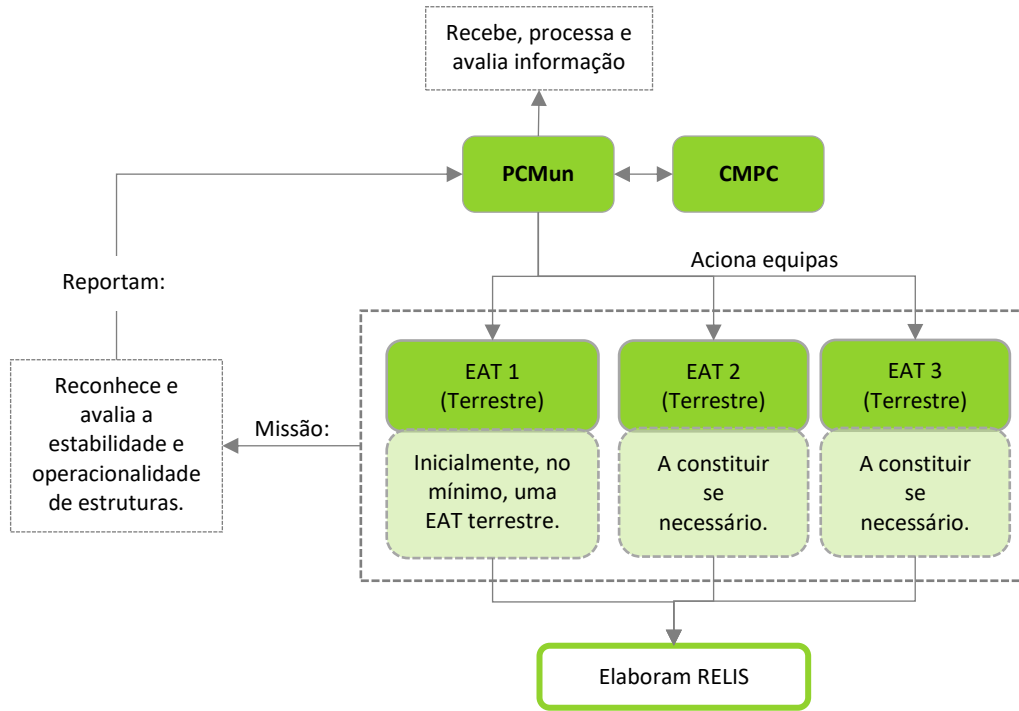 Recebe, processa e
avalia informação
PCMun
CMPC
Aciona equipas
Reportam:
EAT 1
(Terrestre)
EAT 2
(Terrestre)
EAT 3
(Terrestre)
Reconhece e
avalia a
estabilidade e
operacionalidade
de estruturas.
Missão:
Inicialmente, no
mínimo, uma
EAT terrestre.
A constituir
se
necessário.
A constituir
se
necessário.
Elaboram RELIS